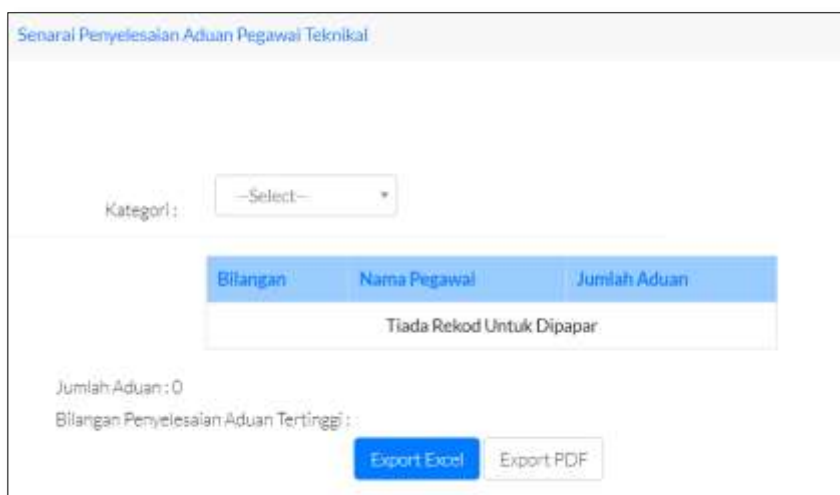 Senarai Penyelesaian Aduan Pegawai Teknikal
Kategori :
--Select--
Bilangan Nama Pegawai Jumlah Aduan
Tiada Rekod Untuk Dipapar
Jumlah Aduan : 0
Bilangan Penyelesaian Aduan Tertinggi :
Export Excel Export PDF